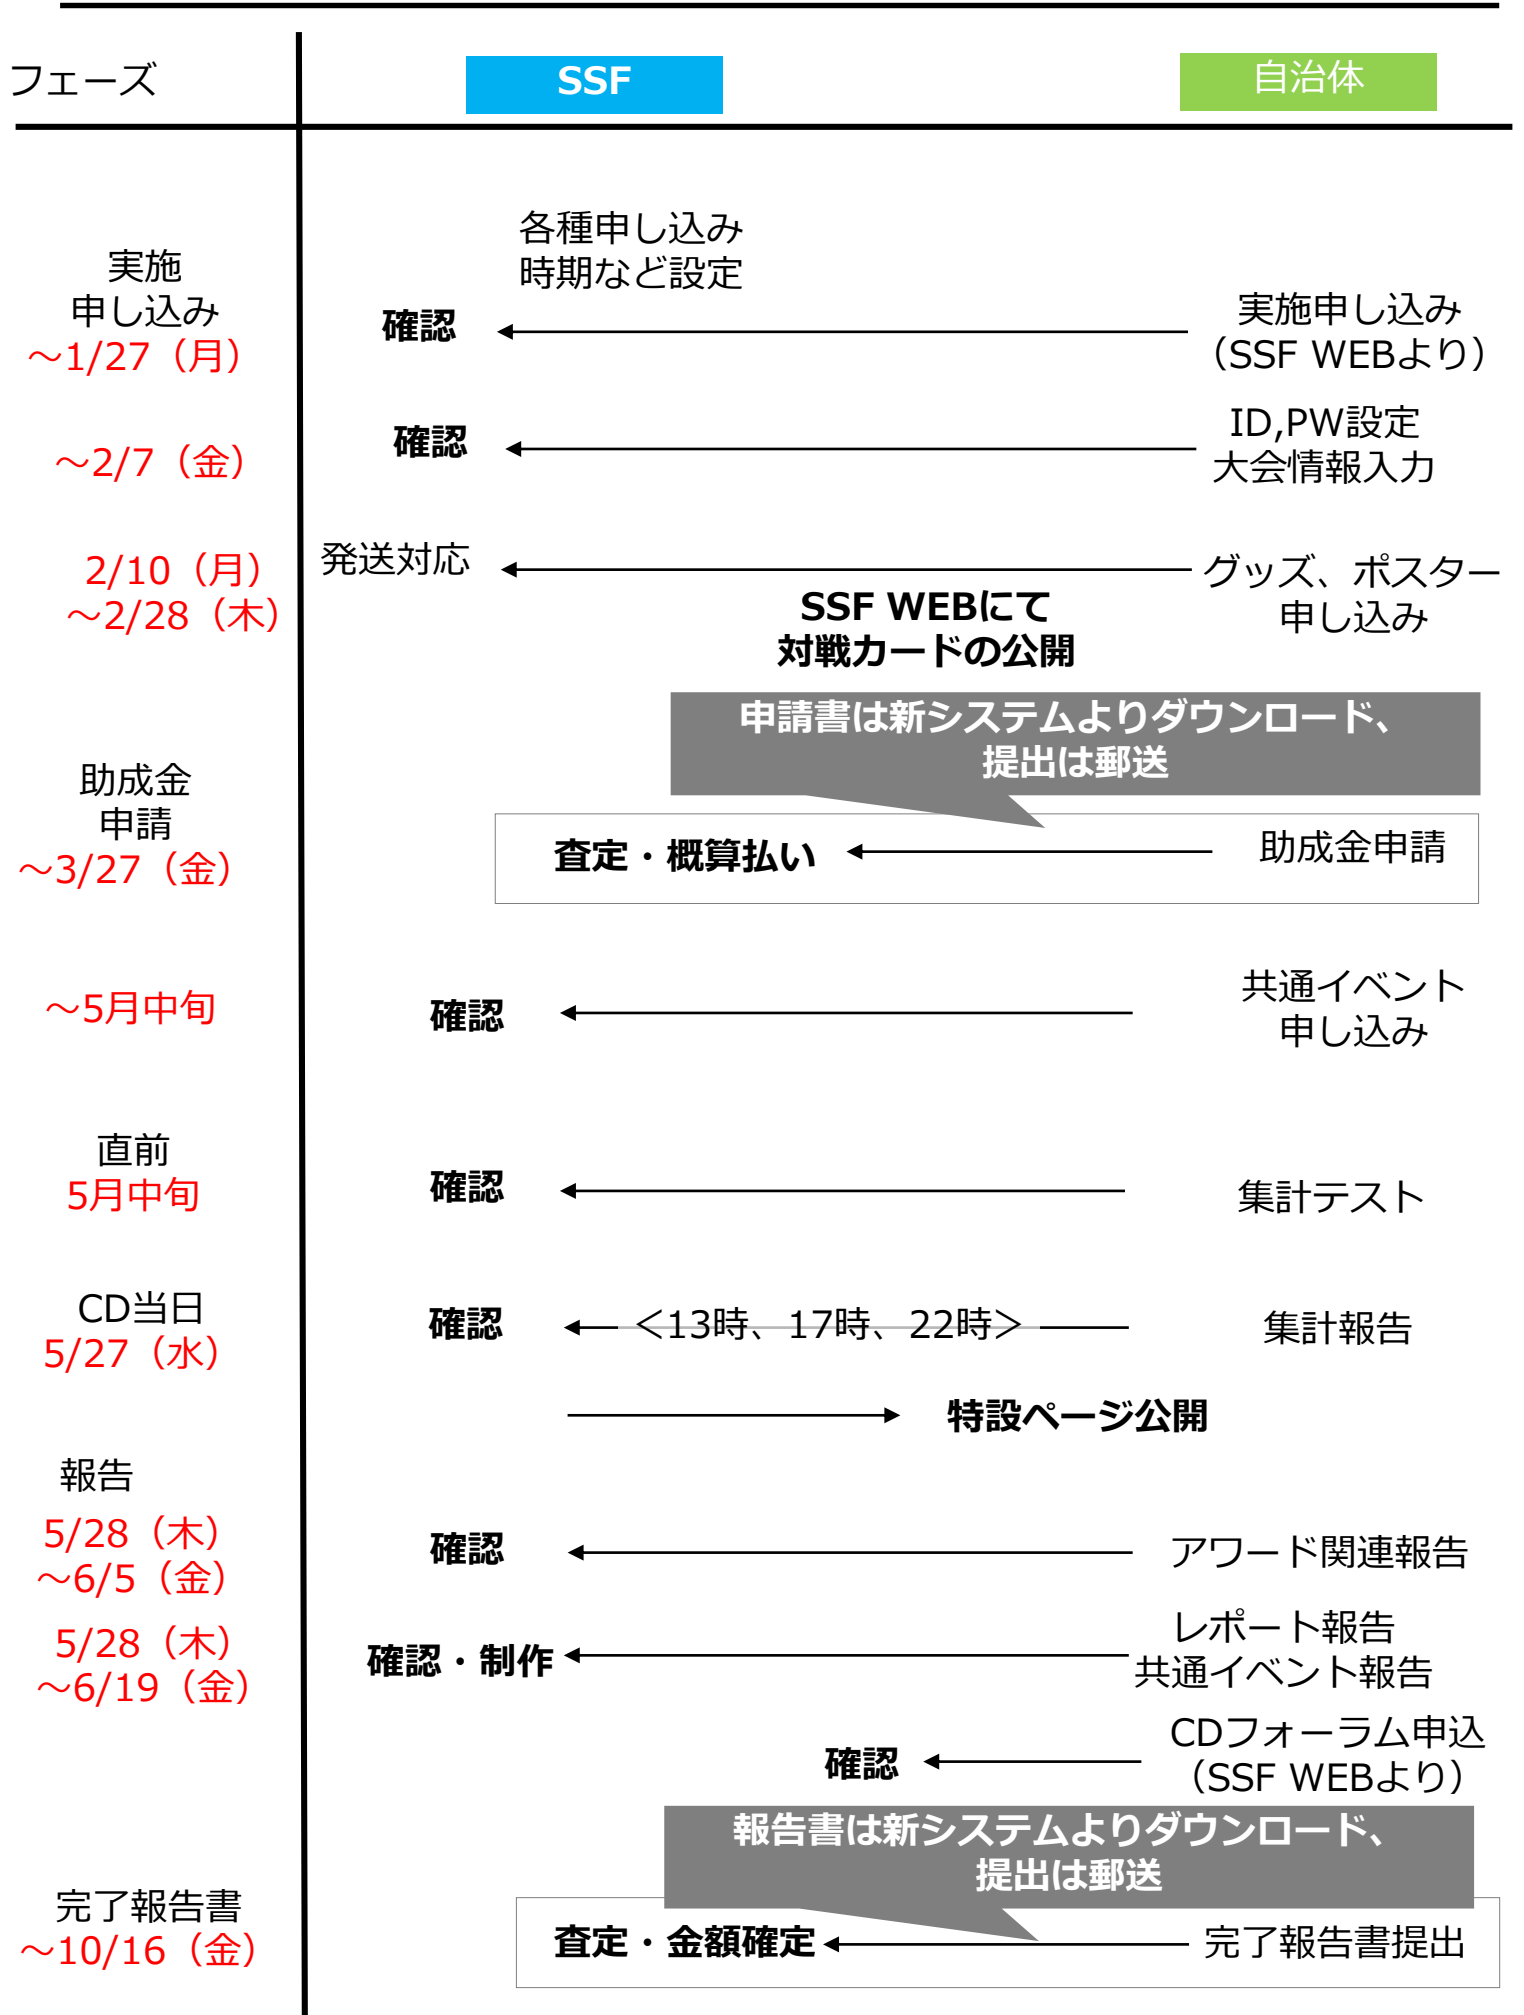 フェーズ
SSF
自治体
各種申し込み
時期など設定
実施
申し込み
～1/27（月）
確認
実施申し込み
（SSF WEBより）
～2/7（金）
確認
ID,PW設定
大会情報入力
2/10（月）
～2/28（木）
発送対応
グッズ、ポスター
申し込み
SSF WEBにて
対戦カードの公開
申請書は新システムよりダウンロード、
提出は郵送
助成金
申請
～3/27（金）
査定・概算払い
助成金申請
～5月中旬
確認
共通イベント
申し込み
直前
5月中旬
確認
集計テスト
CD当日
5/27（水）
確認
＜13時、17時、22時＞
集計報告
特設ページ公開
報告
5/28（木）
～6/5（金）
確認
アワード関連報告
5/28（木）
～6/19（金）
確認・制作
レポート報告
共通イベント報告
確認
CDフォーラム申込
（SSF WEBより）
報告書は新システムよりダウンロード、
提出は郵送
完了報告書
～10/16（金）
査定・金額確定
完了報告書提出